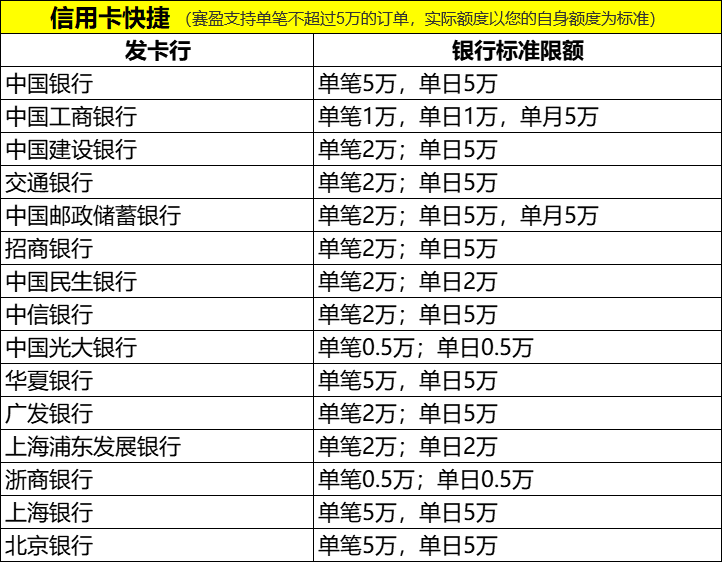 信用卡快捷（赛盈支持单笔不超过5万的订单，实际额度以您的自身额度为标准）
发卡行 银行标准限额
中国银行 单笔5万，单日5万
中国工商银行 单笔1万，单日1万，单月5万
中国建设银行 单笔2万；单日5万
交通银行 单笔2万；单日5万
中国邮政储蓄银行 单笔2万；单日5万，单月5万
招商银行 单笔2万；单日5万
中国民生银行 单笔2万；单日2万
中信银行 单笔2万；单日5万
中国光大银行 单笔0.5万；单日0.5万
华夏银行 单笔5万，单日5万
广发银行 单笔2万；单日5万
上海浦东发展银行 单笔2万；单日2万
浙商银行 单笔0.5万；单日0.5万
上海银行 单笔5万，单日5万
北京银行 单笔5万，单日5万